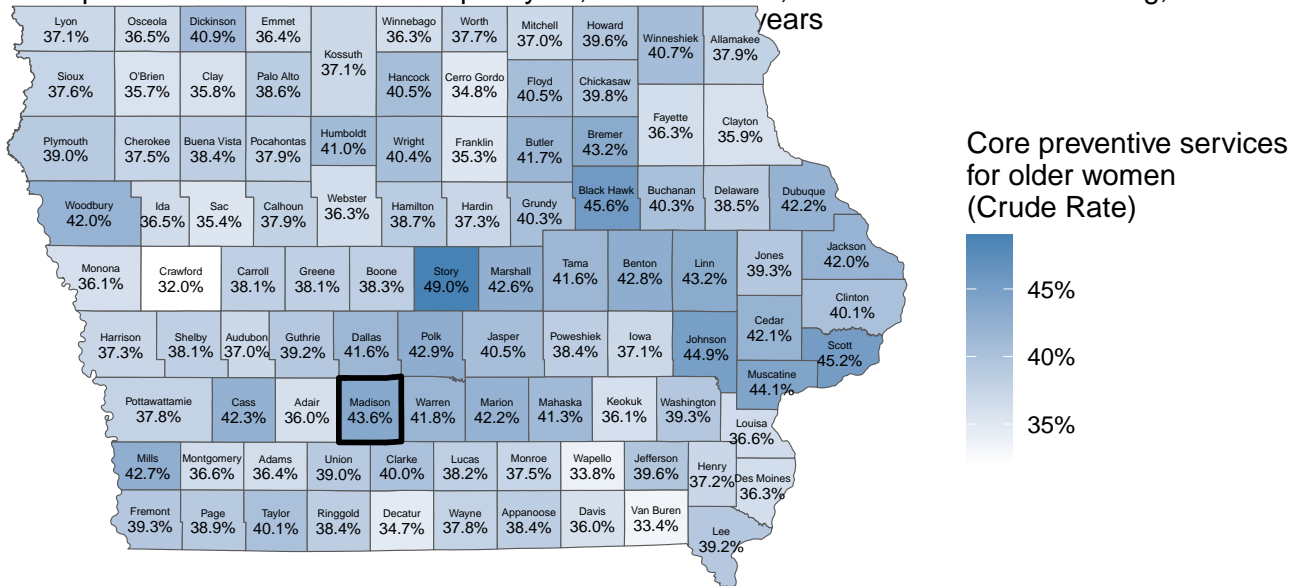 years
Lyon 37.1%
Osceola 36.5%
Dickinson 40.9%
Emmet 36.4%
Kossuth 37.1%
Winnebago 36.3%
Worth 37.7%
Mitchell 37.0%
Howard 39.6%
Winneshiek 40.7%
Allamakee 37.9%
Sioux 37.6%
O'Brien 35.7%
Clay 35.8%
Palo Alto 38.6%
Hancock 40.5%
Cerro Gordo 34.8%
Floyd 40.5%
Chickasaw 39.8%
Fayette 36.3%
Clayton 35.9%
Plymouth 39.0%
Cherokee 37.5%
Buena Vista 38.4%
Pocahontas 37.9%
Humboldt 41.0%
Wright 40.4%
Franklin 35.3%
Butler 41.7%
Bremer 43.2%
Woodbury 42.0%
Ida 36.5%
Sac 35.4%
Calhoun 37.9%
Webster 36.3%
Hamilton 38.7%
Hardin 37.3%
Grundy 40.3%
Black Hawk 45.6%
Buchanan 40.3%
Delaware 38.5%
Dubuque 42.2%
Monona 36.1%
Crawford 32.0%
Carroll 38.1%
Greene 38.1%
Boone 38.3%
Story 49.0%
Marshall 42.6%
Tama 41.6%
Benton 42.8%
Linn 43.2%
Jones 39.3%
Jackson 42.0%
Clinton 40.1%
Harrison 37.3%
Shelby 38.1%
Audubon 37.0%
Guthrie 39.2%
Dallas 41.6%
Polk 42.9%
Jasper 40.5%
Poweshiek 38.4%
Iowa 37.1%
Johnson 44.9%
Cedar 42.1%
Scott 45.2%
Muscatine 44.1%
Pottawattamie 37.8%
Cass 42.3%
Adair 36.0%
Madison 43.6%
Warren 41.8%
Marion 42.2%
Mahaska 41.3%
Keokuk 36.1%
Washington 39.3%
Louisa 36.6%
Mills 42.7%
Montgomery 36.6%
Adams 36.4%
Union 39.0%
Clarke 40.0%
Lucas 38.2%
Monroe 37.5%
Wapello 33.8%
Jefferson 39.6%
Henry 37.2%
Des Moines 36.3%
Fremont 39.3%
Page 38.9%
Taylor 40.1%
Ringgold 38.4%
Decatur 34.7%
Wayne 37.8%
Appanoose 38.4%
Davis 36.0%
Van Buren 33.4%
Lee 39.2%
Core preventive services
for older women
(Crude Rate)
45%
40%
35%